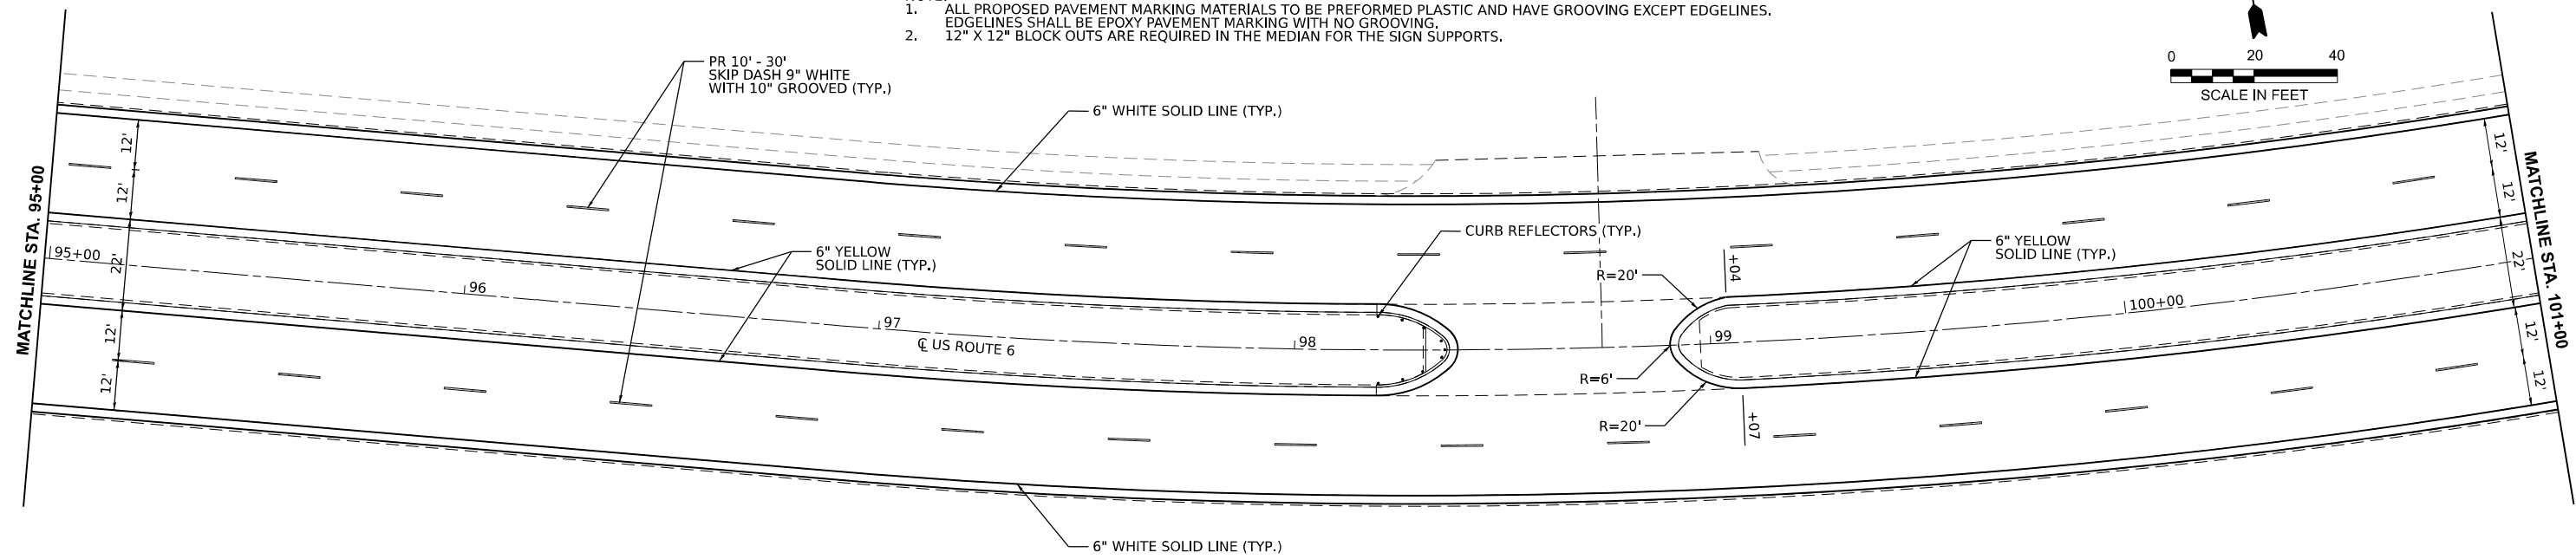 1. ALL PROPOSED PAVEMENT MARKING MATERIALS TO BE PREFORMED PLASTIC AND HAVE GROOVING EXCEPT EDGELINES.
EDGELINES SHALL BE EPOXY PAVEMENT MARKING WITH NO GROOVING.
2. 12" X 12" BLOCK OUTS ARE REQUIRED IN THE MEDIAN FOR THE SIGN SUPPORTS.
0 20 40
SCALE IN FEET
PR 10' - 30'
SKIP DASH 9" WHITE
WITH 10" GROOVED (TYP.)
6" WHITE SOLID LINE (TYP.)
MATCHLINE STA. 95+00
12'
12'
22'
12'
12'
95+00
96
97
98
99
100+00
6" YELLOW
SOLID LINE (TYP.)
℄ US ROUTE 6
CURB REFLECTORS (TYP.)
R=20'
R=6'
R=20'
+04
+07
6" YELLOW
SOLID LINE (TYP.)
12'
12'
22'
12'
12'
MATCHLINE STA. 101+00
6" WHITE SOLID LINE (TYP.)